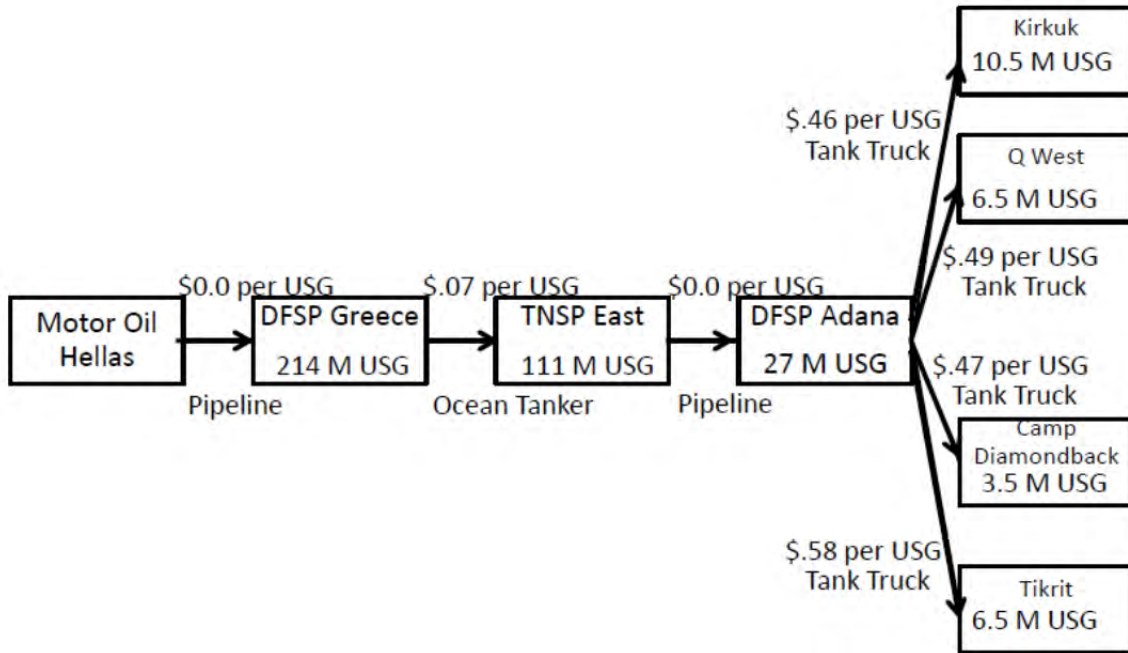 Kirkuk
10.5 M USG
$.46 per USG
Tank Truck
Q West
6.5 M USG
$.49 per USG
Tank Truck
$0.0 per USG
$.07 per USG
$0.0 per USG
Motor Oil
Hellas
DFSP Greece
214 M USG
TNSP East
111 M USG
DFSP Adana
27 M USG
Pipeline
Ocean Tanker
Pipeline
$.47 per USG
Tank Truck
Camp
Diamondback
3.5 M USG
$.58 per USG
Tank Truck
Tikrit
6.5 M USG